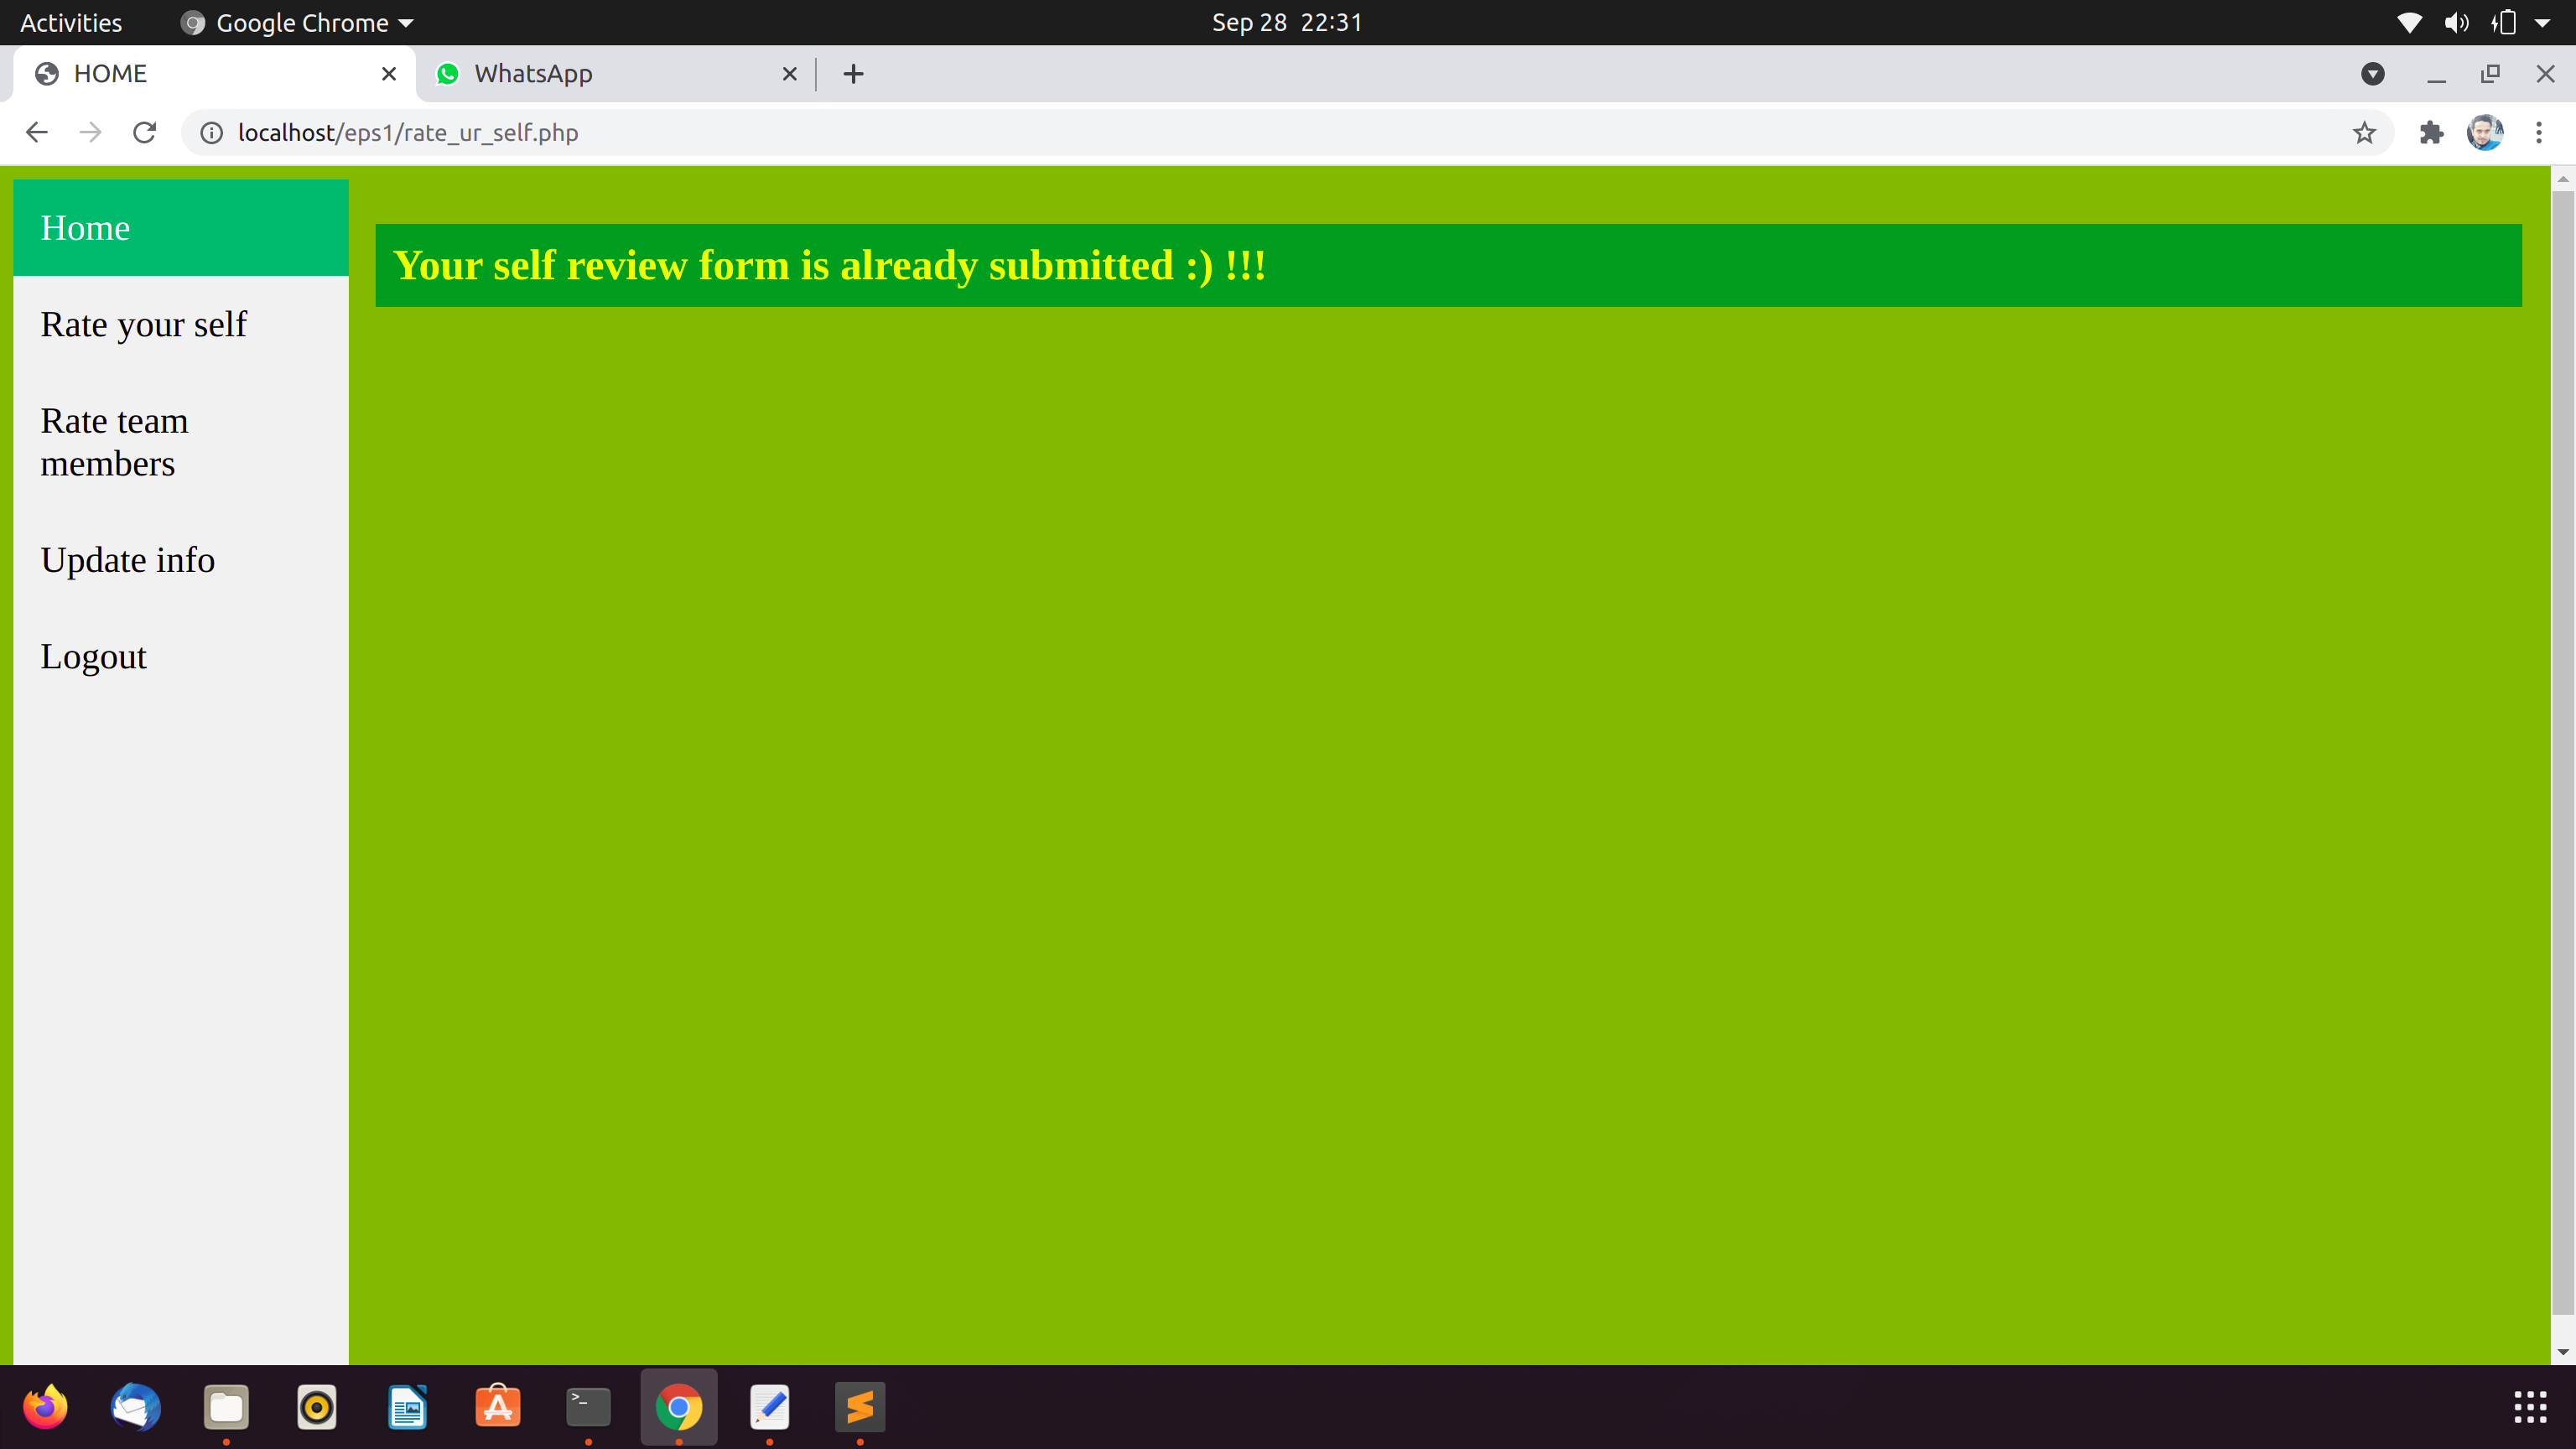 Activities
Google Chrome
Sep 28 22:31
HOME
WhatsApp
localhost/eps1/rate_ur_self.php
Home
Your self review form is already submitted :) !!!
Rate your self
Rate team
members
Update info
Logout